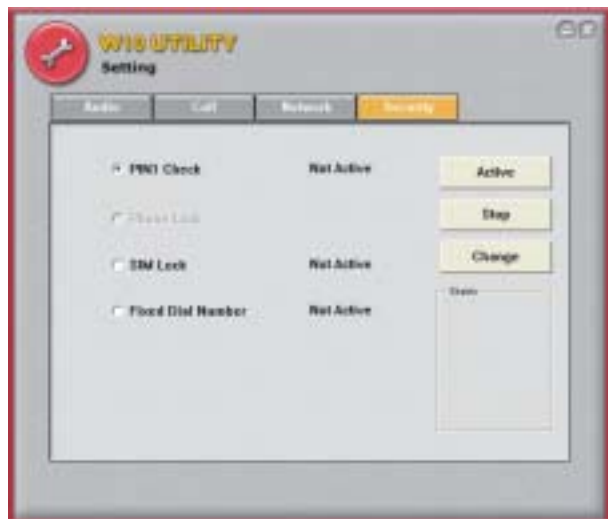 W10 UTILITY
Setting
Audio Call Network Security
PIN1 Check Not Active
Phone Lock
SIM Lock Not Active
Fixed Dial Number Not Active
Active
Stop
Change